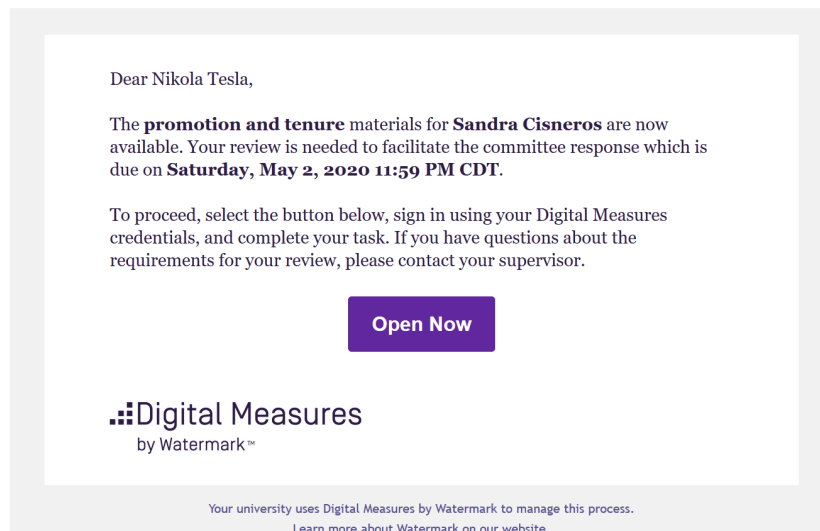 Dear Nikola Tesla,
The promotion and tenure materials for Sandra Cisneros are now
available. Your review is needed to facilitate the committee response which is
due on Saturday, May 2, 2020 11:59 PM CDT.
To proceed, select the button below, sign in using your Digital Measures
credentials, and complete your task. If you have questions about the
requirements for your review, please contact your supervisor.
Open Now
Digital Measures
by Watermark™
Your university uses Digital Measures by Watermark to manage this process.
Learn more about Watermark on our website